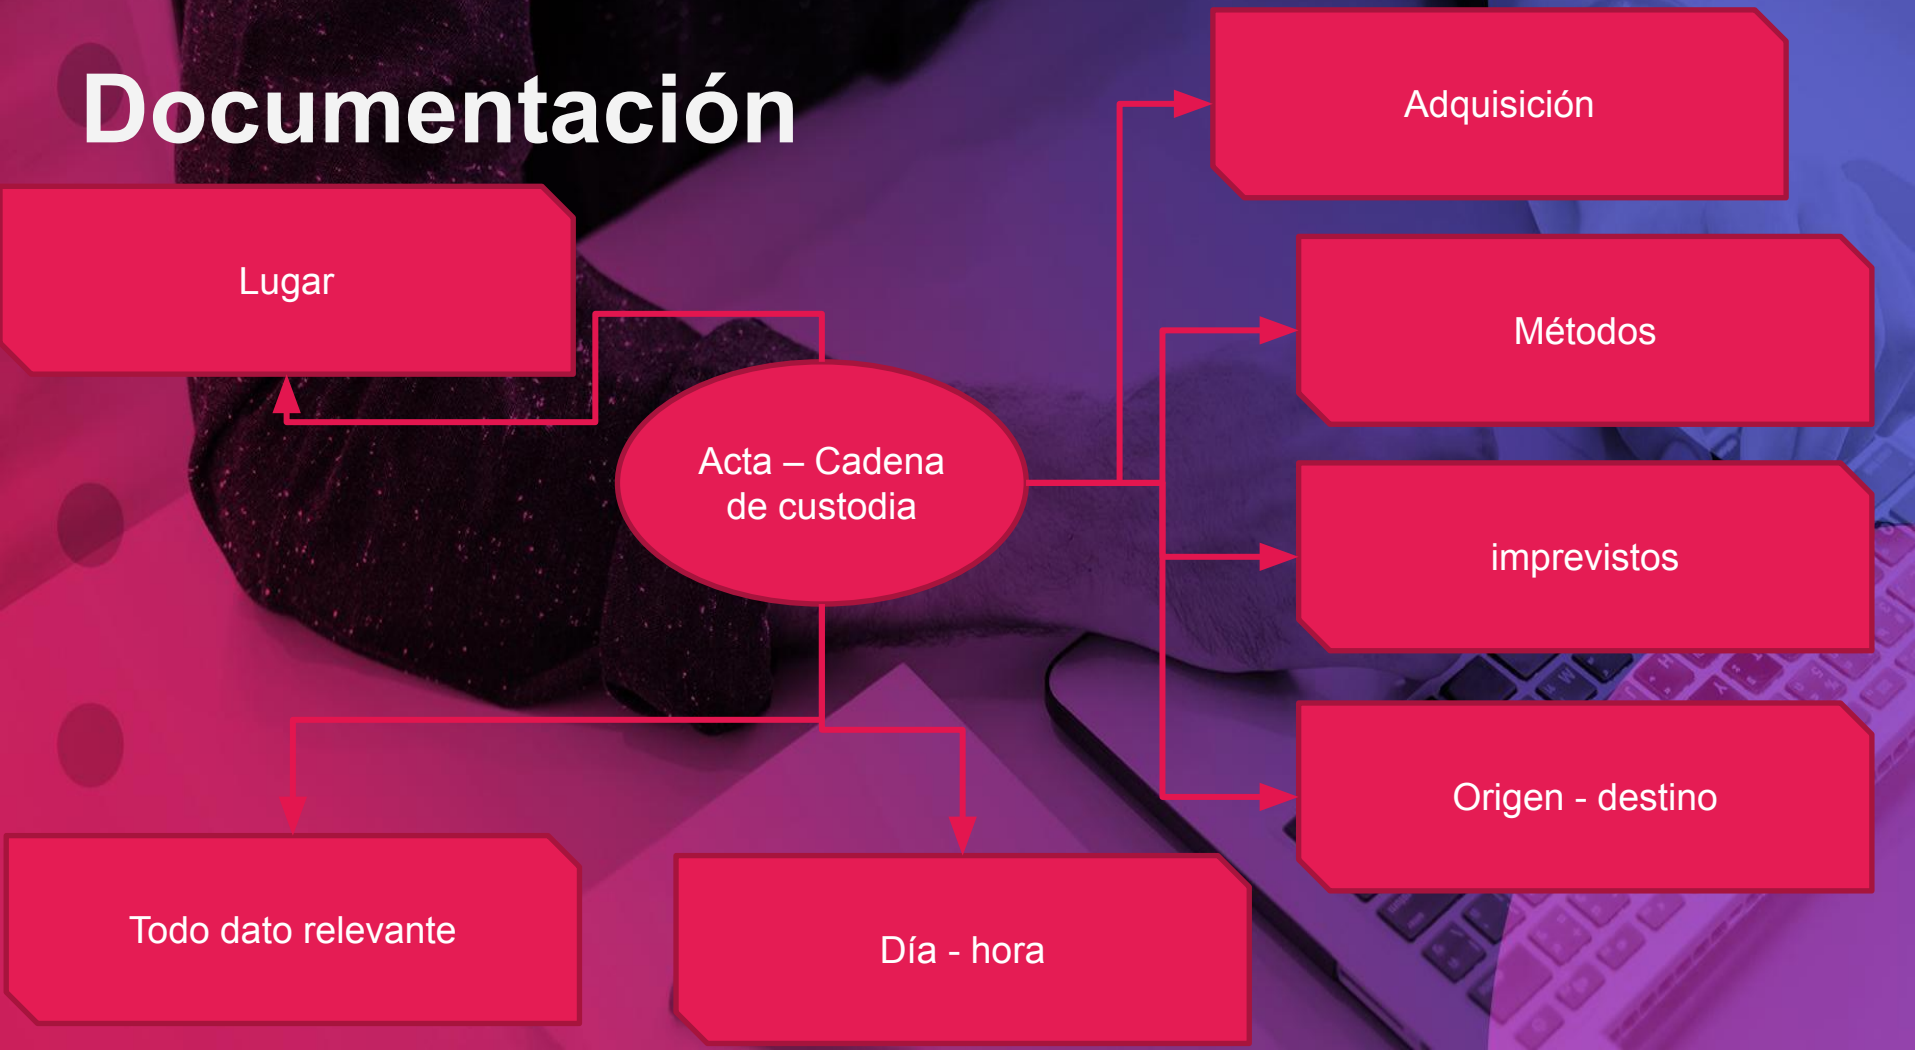 Documentación
Adquisición
Lugar
Métodos
Acta – Cadena
de custodia
imprevistos
Origen - destino
Todo dato relevante
Día - hora